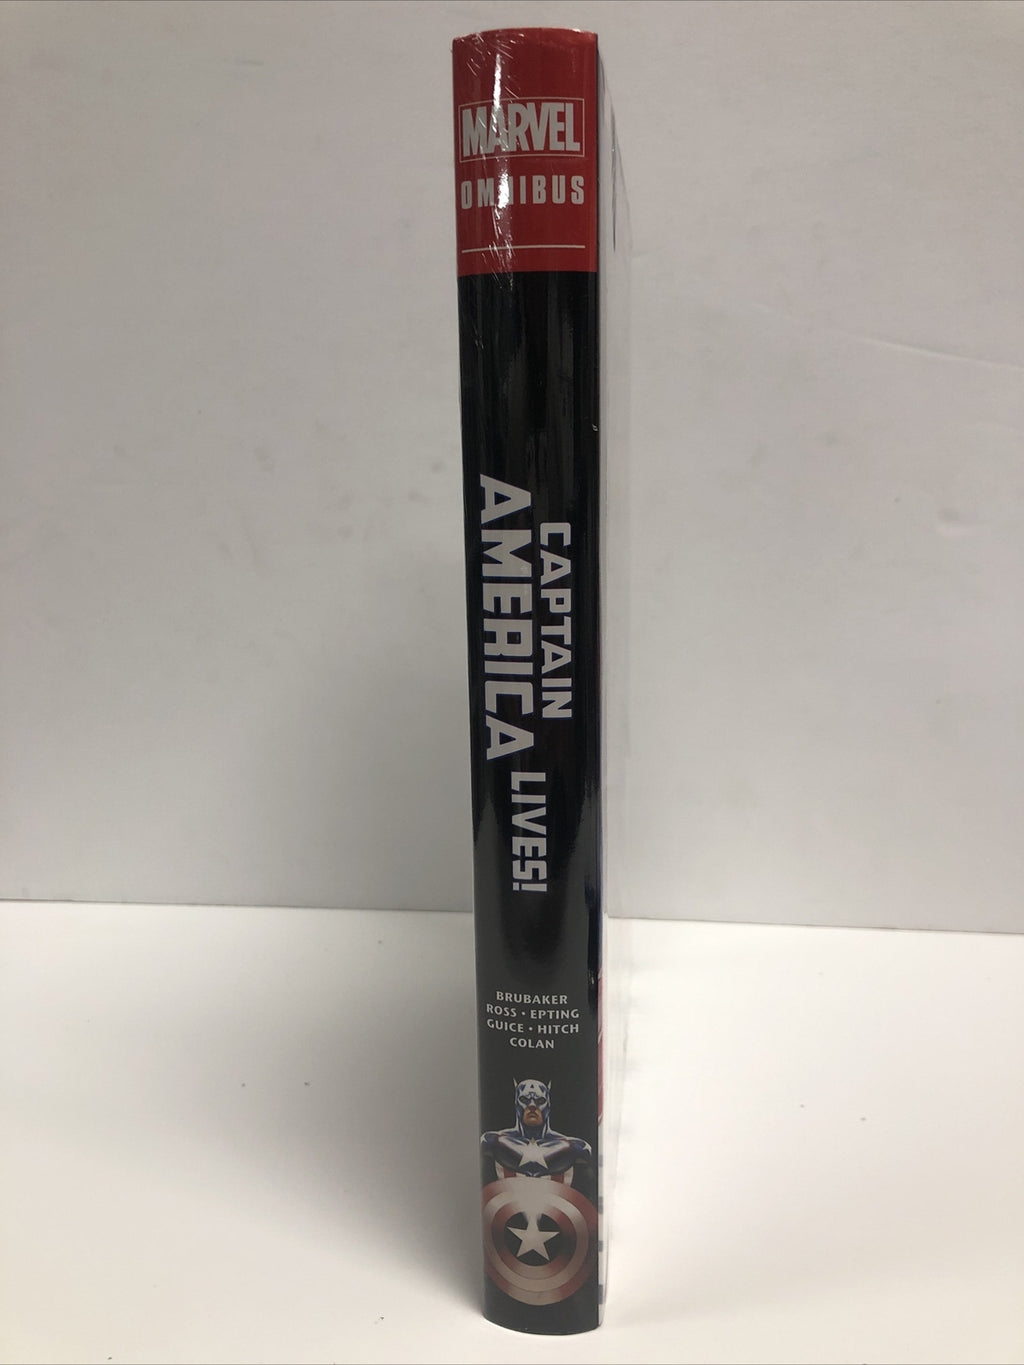 MARVEL
OMNIBUS
CAPTAIN
AMERICA
LIVES!
BRUBAKER
ROSS • EPTING
GUICE • HITCH
COLAN
A